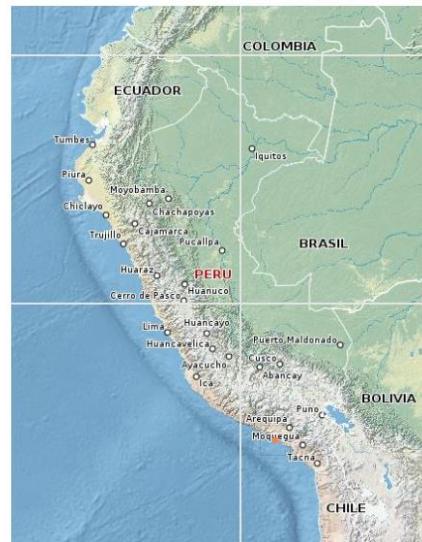 COLOMBIA
ECUADOR
Tumbes
Iquitos
Piura
Moyobamba
Chachapoyas
Chiclayo
Cajamarca
Trujillo
Pucallpa
BRASIL
Huaraz
PERU
Huanuco
Cerro de Pasco
Lima
Huancayo
Puerto Maldonado
Huancavelica
Cusco
Ayacucho
Abancay
Ica
BOLIVIA
Puno
Arequipa
Moquegua
Tacna
CHILE